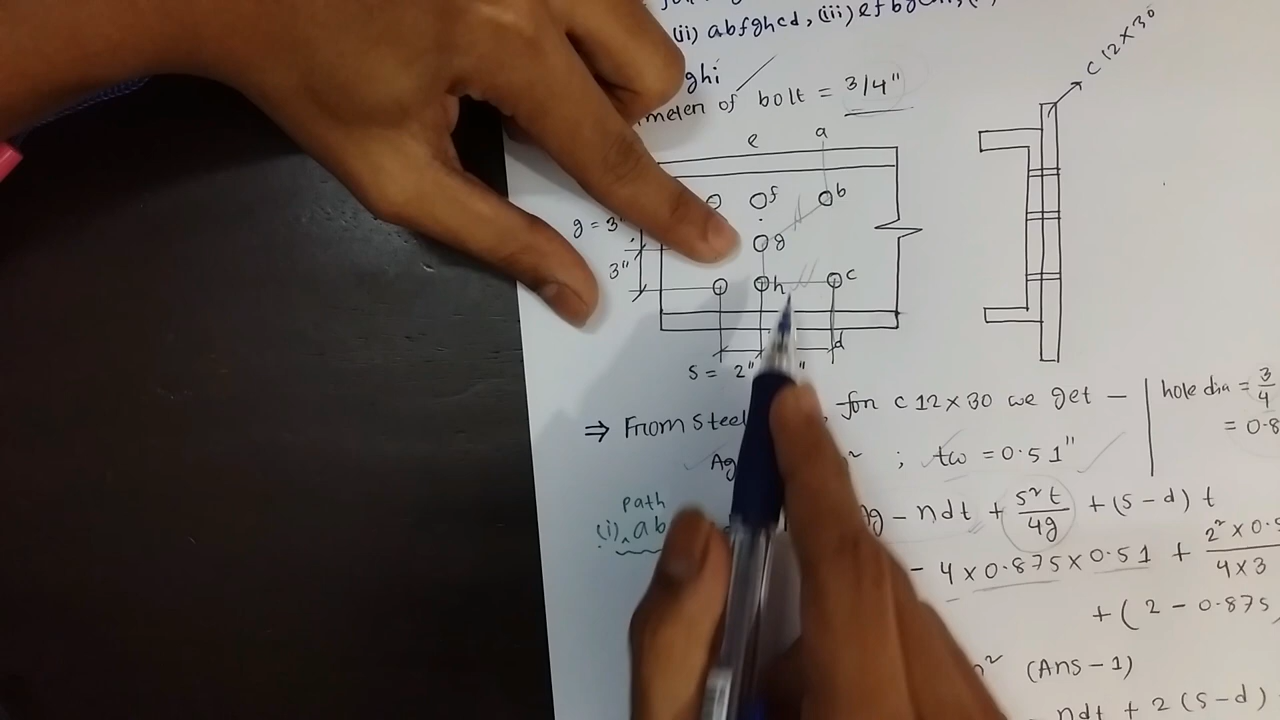 (ii) abfghcd, (iii) efbg
ghi
of bolt = 3/4"
C 12 X 30
e
a
f
b
g
g = 3"
3"
h
c
d
S = 2"
⇒ From Steel for c 12 x 30 we get —
hole dia = 3/4
= 0.8
Ag ; tw = 0.51"
path
(i). ab
- ndt + s²t/4g + (s-d) t
- 4 x 0.875 x 0.51 + 2² x 0.5 / 4 x 3
+ ( 2 - 0.875
(Ans - 1)
ndt + 2 (s-d)